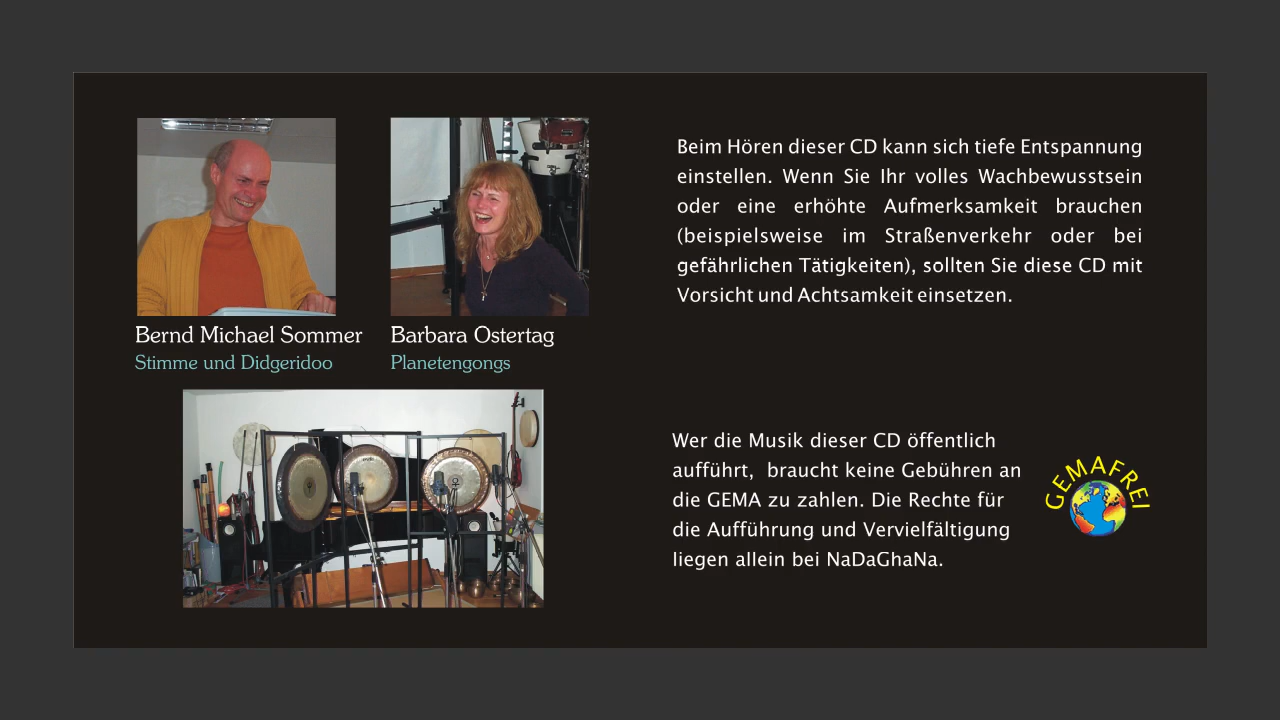 Bernd Michael Sommer
Stimme und Didgeridoo
Barbara Ostertag
Planetengongs
Beim Hören dieser CD kann sich tiefe Entspannung
einstellen. Wenn Sie Ihr volles Wachbewusstsein
oder eine erhöhte Aufmerksamkeit brauchen
(beispielsweise im Straßenverkehr oder bei
gefährlichen Tätigkeiten), sollten Sie diese CD mit
Vorsicht und Achtsamkeit einsetzen.
Wer die Musik dieser CD öffentlich
aufführt, braucht keine Gebühren an
die GEMA zu zahlen. Die Rechte für
die Aufführung und Vervielfältigung
liegen allein bei NaDaGhaNa.
GEMAFREI